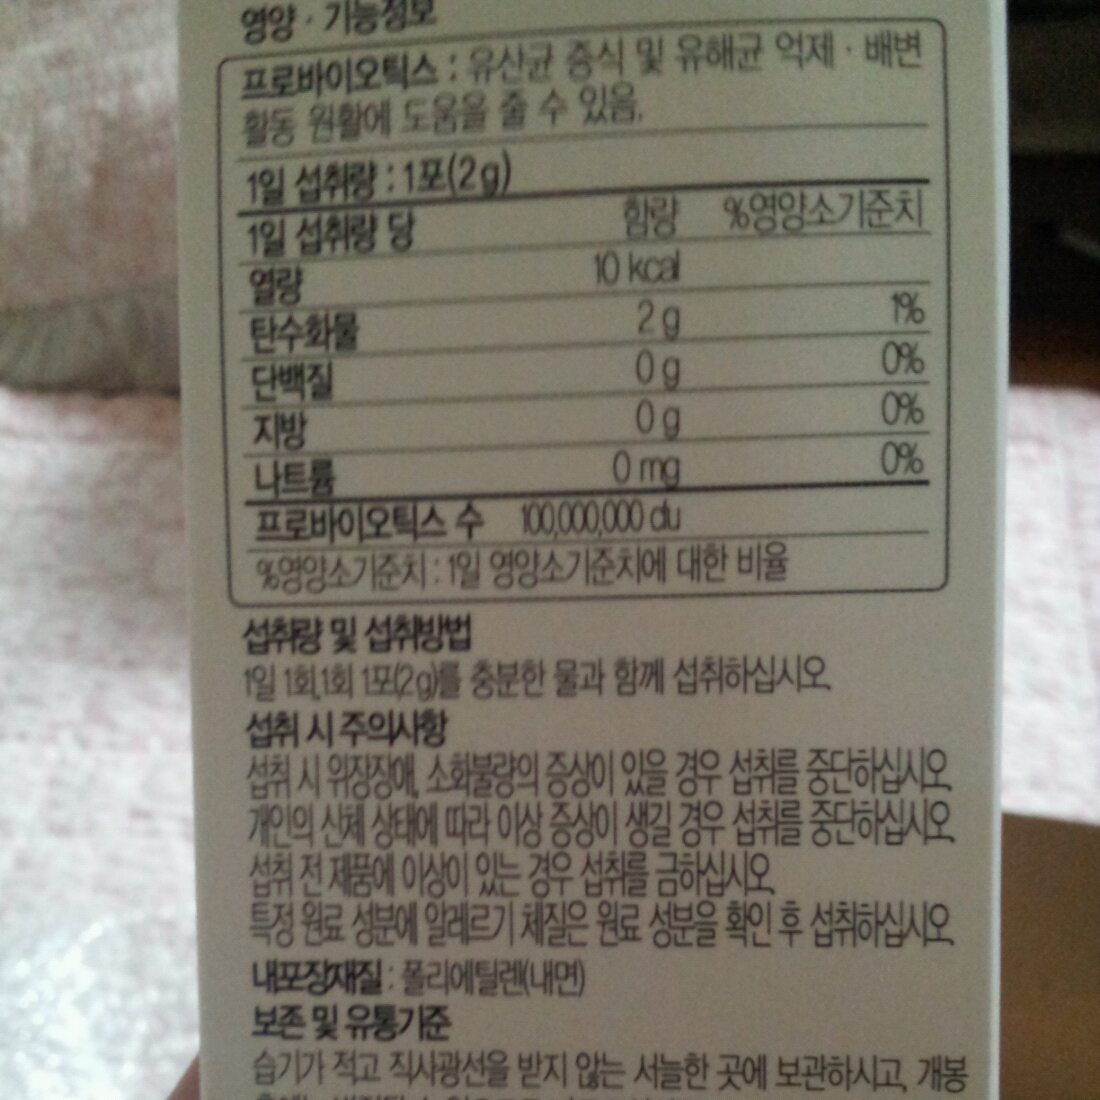 영양 · 기능정보
프로바이오틱스 : 유산균 증식 및 유해균 억제 · 배변
활동 원활에 도움을 줄 수 있음.
1일 섭취량 : 1포(2g)
1일 섭취량 당 함량 %영양소기준치
열량 10 kcal
탄수화물 2 g 1%
단백질 0 g 0%
지방 0 g 0%
나트륨 0 mg 0%
프로바이오틱스 수 100,000,000 cfu
%영양소기준치 : 1일 영양소기준치에 대한 비율
섭취량 및 섭취방법
1일 1회,1회 1포(2g)를 충분한 물과 함께 섭취하십시오.
섭취 시 주의사항
섭취 시 위장장애, 소화불량의 증상이 있을 경우 섭취를 중단하십시오.
개인의 신체 상태에 따라 이상 증상이 생길 경우 섭취를 중단하십시오.
섭취 전 제품에 이상이 있는 경우 섭취를 금하십시오.
특정 원료 성분에 알레르기 체질은 원료 성분을 확인 후 섭취하십시오.
내포장재질 : 폴리에틸렌(내면)
보존 및 유통기준
습기가 적고 직사광선을 받지 않는 서늘한 곳에 보관하시고, 개봉